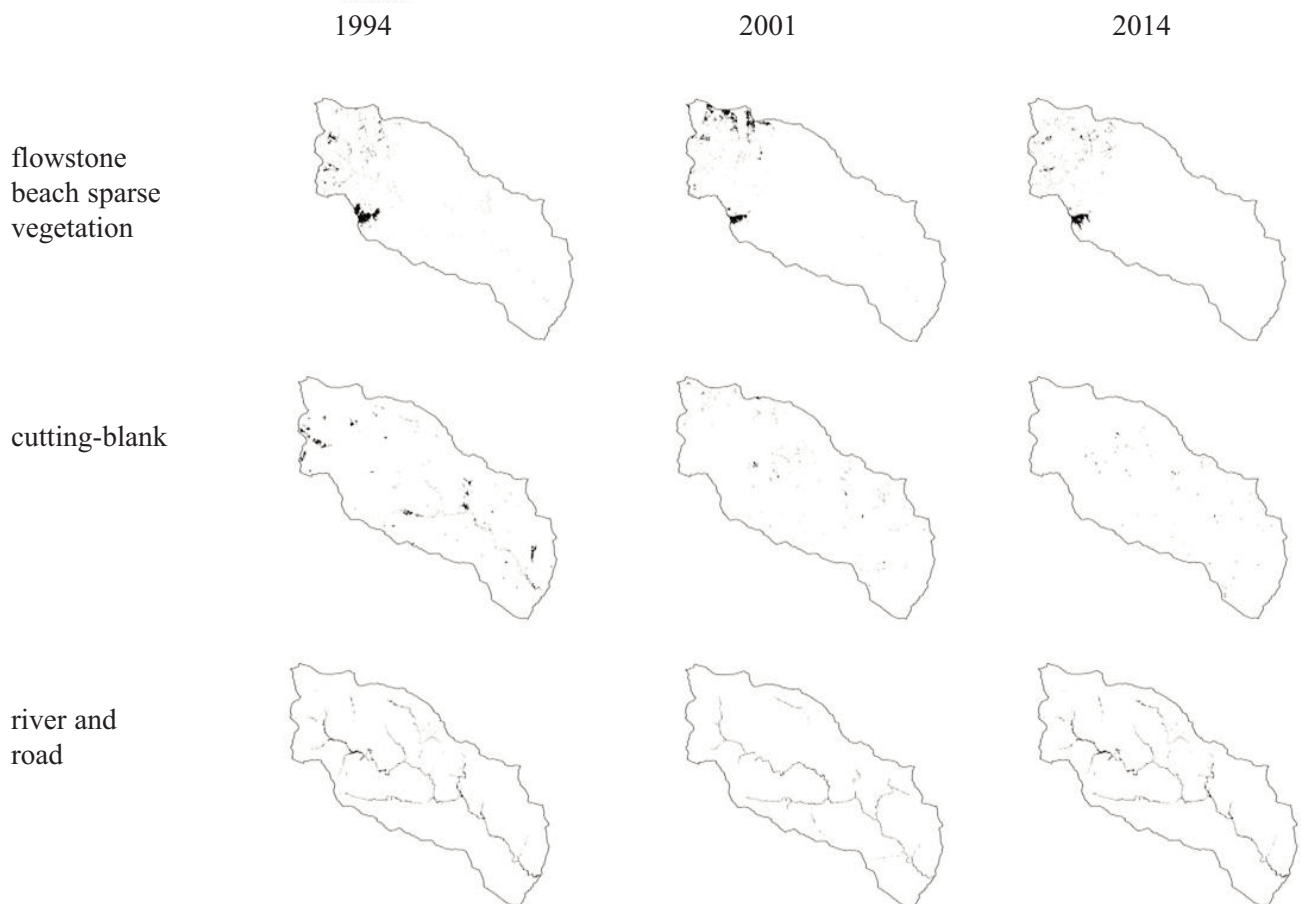 1994
2001
2014
flowstone
beach sparse
vegetation
cutting-blank
river and
road